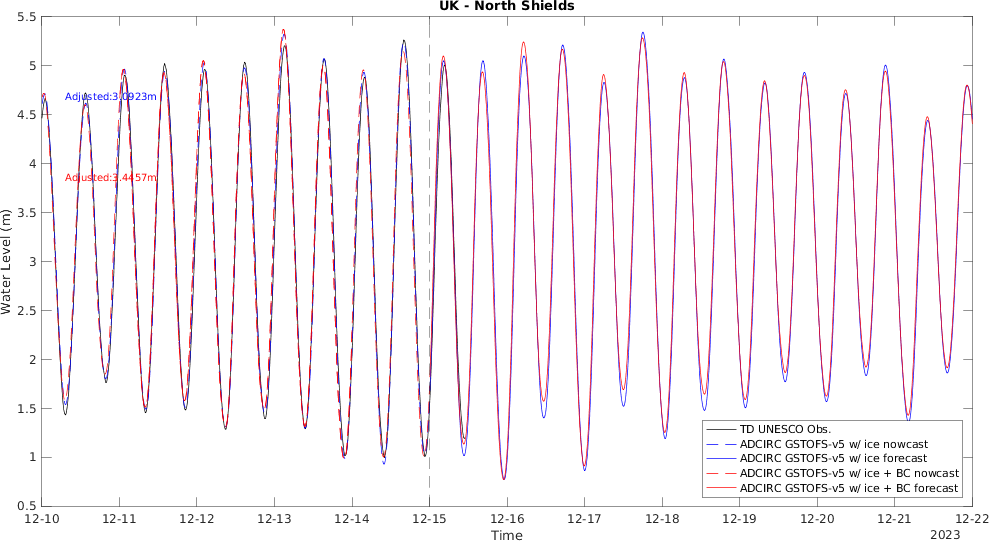 UK - North Shields
5.5
5
4.5
4
3.5
3
2.5
2
1.5
1
0.5
Water Level (m)
Adjusted:3.0923m
Adjusted:3.4457m
TD UNESCO Obs.
ADCIRC GSTOFS-v5 w/ ice nowcast
ADCIRC GSTOFS-v5 w/ ice forecast
ADCIRC GSTOFS-v5 w/ ice + BC nowcast
ADCIRC GSTOFS-v5 w/ ice + BC forecast
12-10 12-11 12-12 12-13 12-14 12-15 12-16 12-17 12-18 12-19 12-20 12-21 12-22
Time
2023